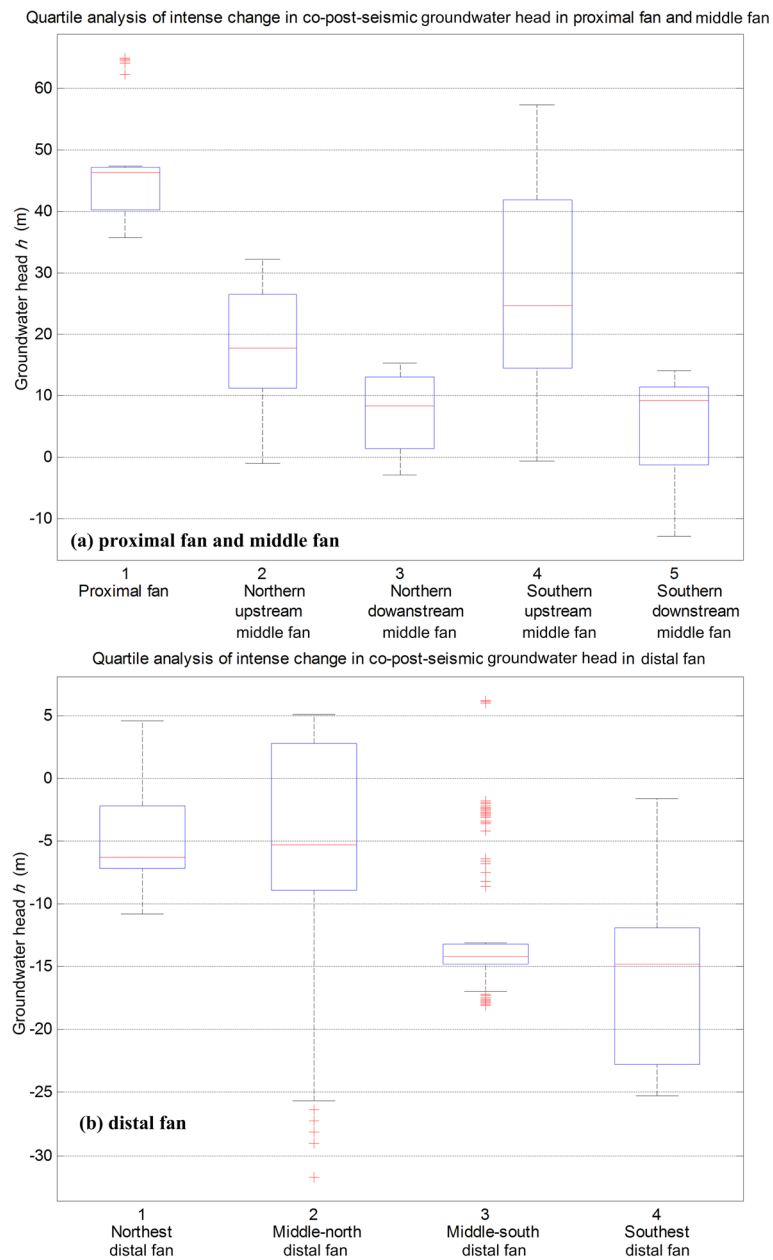 Quartile analysis of intense change in co-post-seismic groundwater head in proximal fan and middle fan
60
50
40
30
20
10
0
-10
Groundwater head h (m)
(a) proximal fan and middle fan
1 2 3 4 5
Proximal fan Northern Northern Southern Southern
upstream dowanstream upstream downstream
middle fan middle fan middle fan middle fan
Quartile analysis of intense change in co-post-seismic groundwater head in distal fan
5
0
-5
-10
-15
-20
-25
-30
Groundwater head h (m)
(b) distal fan
1 2 3 4
Northest Middle-north Middle-south Southest
distal fan distal fan distal fan distal fan